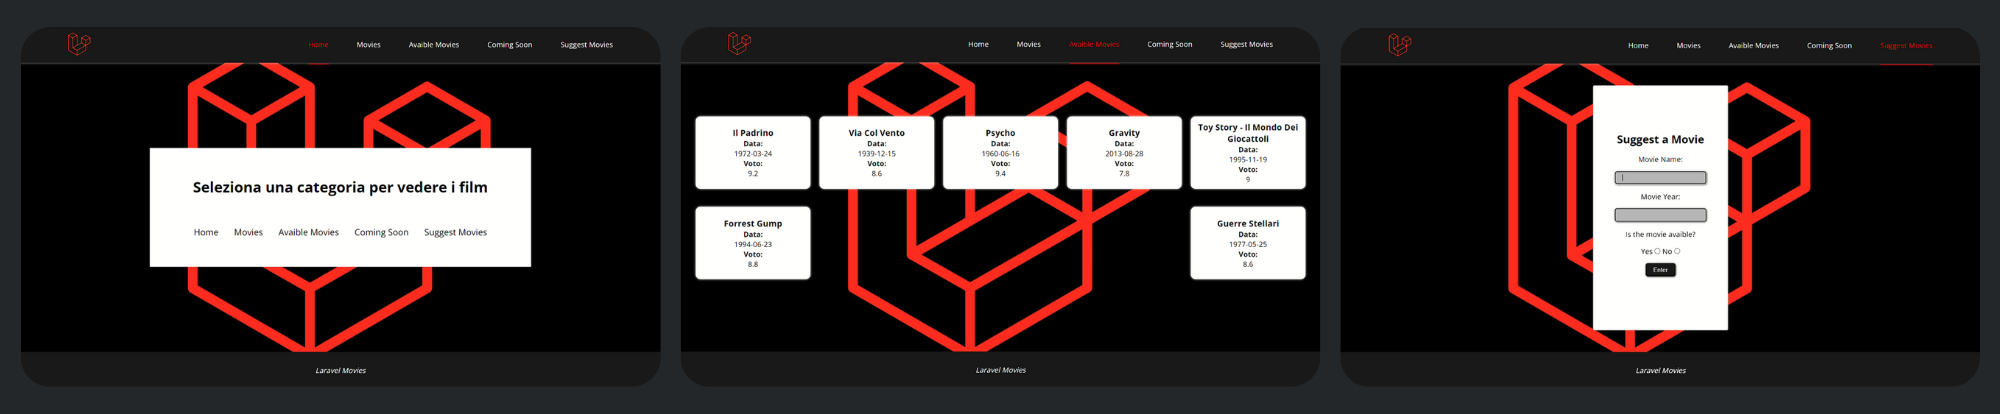 Home Movies Avaible Movies Coming Soon Suggest Movies
Seleziona una categoria per vedere i film
Home Movies Avaible Movies Coming Soon Suggest Movies
Laravel Movies
Home Movies Avaible Movies Coming Soon Suggest Movies
Il Padrino
Data:
1972-03-24
Voto:
9.2
Via Col Vento
Data:
1939-12-15
Voto:
8.6
Psycho
Data:
1960-06-16
Voto:
9.4
Gravity
Data:
2013-08-28
Voto:
7.8
Toy Story - Il Mondo Dei
Giocattoli
Data:
1995-11-19
Voto:
9
Forrest Gump
Data:
1994-06-23
Voto:
8.8
Guerre Stellari
Data:
1977-05-25
Voto:
8.6
Laravel Movies
Home Movies Avaible Movies Coming Soon Suggest Movies
Suggest a Movie
Movie Name:
Movie Year:
Is the movie avaible?
Yes No
Enter
Laravel Movies